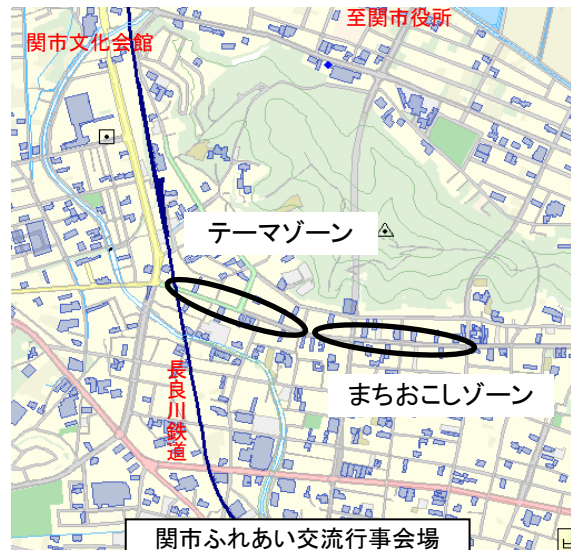 至関市役所
関市文化会館
テーマゾーン
まちおこしゾーン
長良川鉄道
関市ふれあい交流行事会場